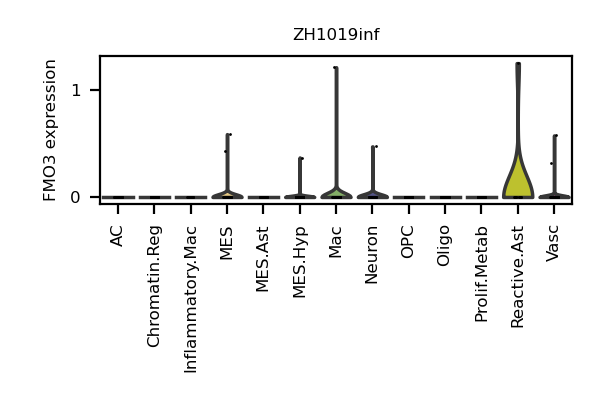 ZH1019inf
FMO3 expression
1
0
AC
Chromatin.Reg
Inflammatory.Mac
MES
MES.Ast
MES.Hyp
Mac
Neuron
OPC
Oligo
Prolif.Metab
Reactive.Ast
Vasc